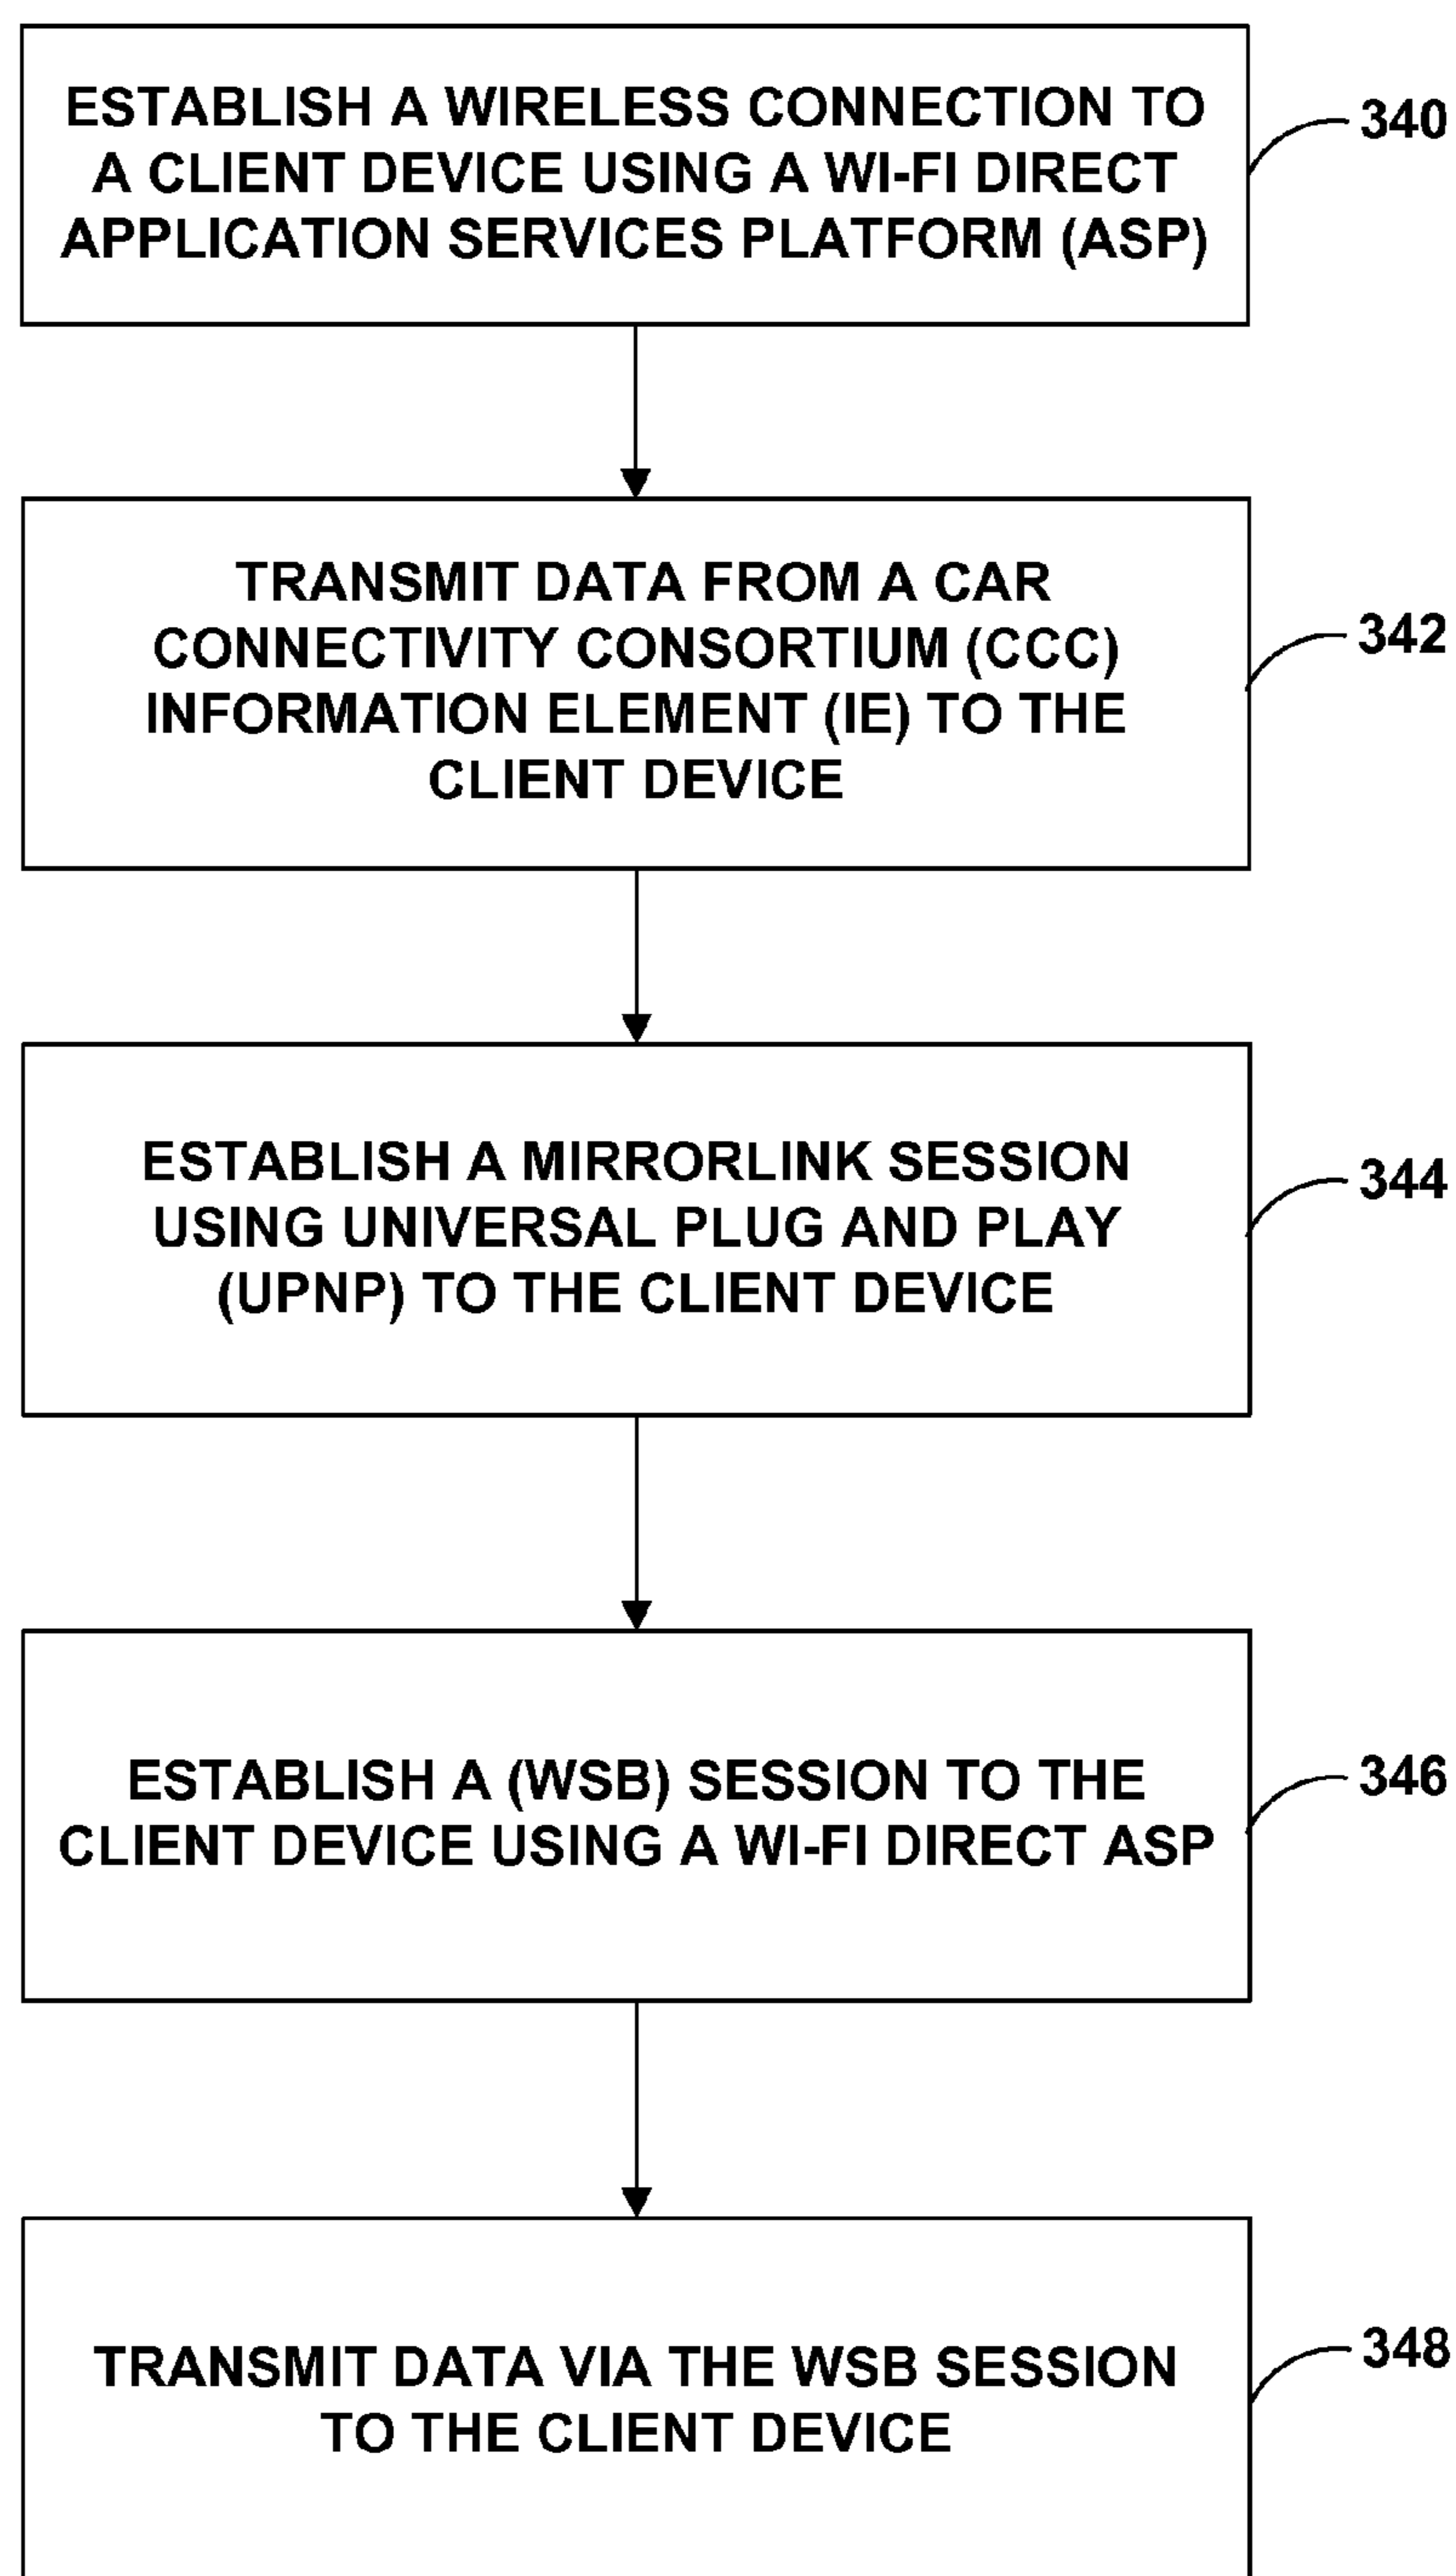 ESTABLISH A WIRELESS CONNECTION TO
A CLIENT DEVICE USING A WI-FI DIRECT
APPLICATION SERVICES PLATFORM (ASP)
340
TRANSMIT DATA FROM A CAR
CONNECTIVITY CONSORTIUM (CCC)
INFORMATION ELEMENT (IE) TO THE
CLIENT DEVICE
342
ESTABLISH A MIRRORLINK SESSION
USING UNIVERSAL PLUG AND PLAY
(UPNP) TO THE CLIENT DEVICE
344
ESTABLISH A (WSB) SESSION TO THE
CLIENT DEVICE USING A WI-FI DIRECT ASP
346
TRANSMIT DATA VIA THE WSB SESSION
TO THE CLIENT DEVICE
348